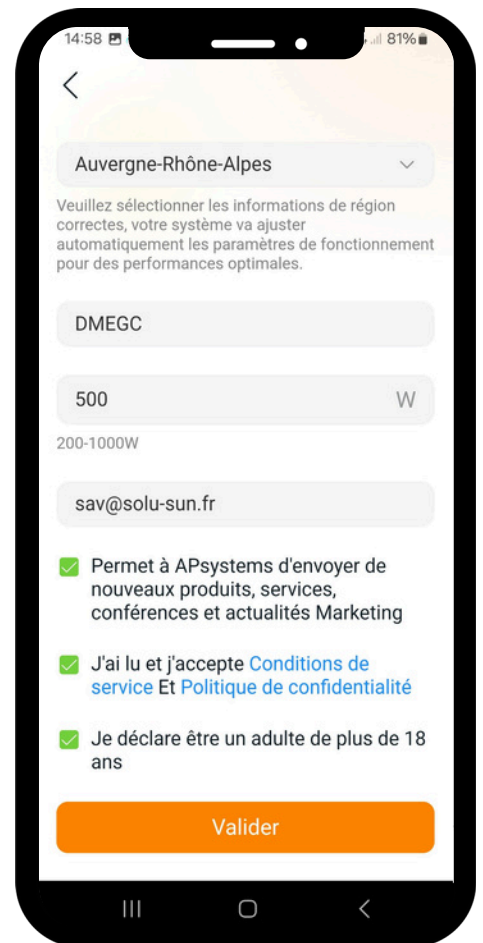 14:58
81%
Auvergne-Rhône-Alpes
Veuillez sélectionner les informations de région
correctes, votre système va ajuster
automatiquement les paramètres de fonctionnement
pour des performances optimales.
DMEGC
500 W
200-1000W
sav@solu-sun.fr
Permet à APsystems d'envoyer de
nouveaux produits, services,
conférences et actualités Marketing
J'ai lu et j'accepte Conditions de
service Et Politique de confidentialité
Je déclare être un adulte de plus de 18
ans
Valider